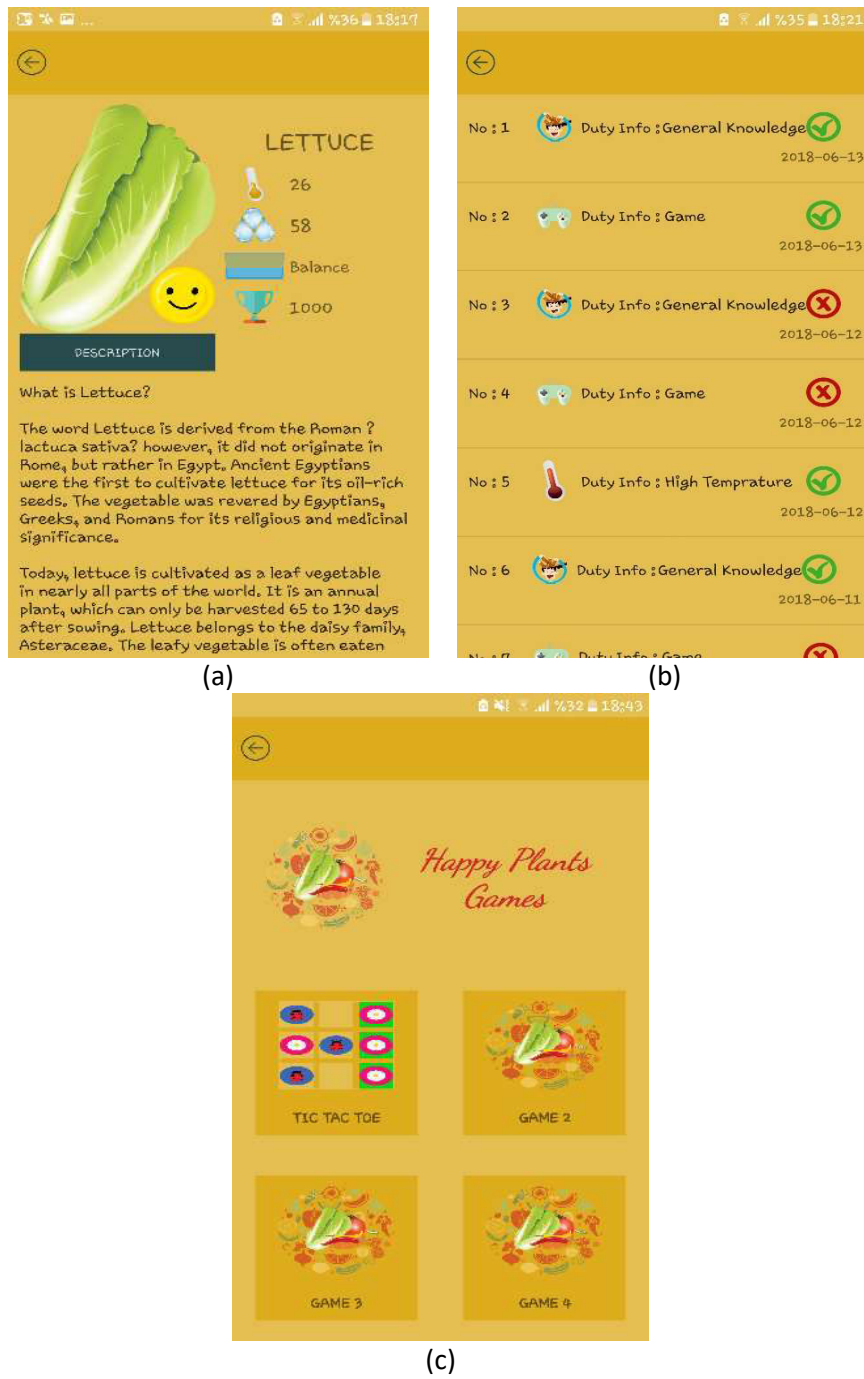 ... %36 18:17
LETTUCE
26
58
Balance
1000
DESCRIPTION
What is Lettuce?
The word Lettuce is derived from the Roman ?
lactuca sativa? however, it did not originate in
Rome, but rather in Egypt. Ancient Egyptians
were the first to cultivate lettuce for its oil-rich
seeds. The vegetable was revered by Egyptians,
Greeks, and Romans for its religious and medicinal
significance.
Today, lettuce is cultivated as a leaf vegetable
in nearly all parts of the world. It is an annual
plant, which can only be harvested 65 to 130 days
after sowing. Lettuce belongs to the daisy family,
Asteraceae. The leafy vegetable is often eaten
(a)
%35 18:21
No : 1 Duty Info :General Knowledge
2018-06-13
No : 2 Duty Info : Game
2018-06-13
No : 3 Duty Info :General Knowledge
2018-06-12
No : 4 Duty Info : Game
2018-06-12
No : 5 Duty Info : High Temprature
2018-06-12
No : 6 Duty Info :General Knowledge
2018-06-11
No : 7 Duty Info : Game
(b)
%32 18:43
Happy Plants
Games
TIC TAC TOE
GAME 2
GAME 3
GAME 4
(c)